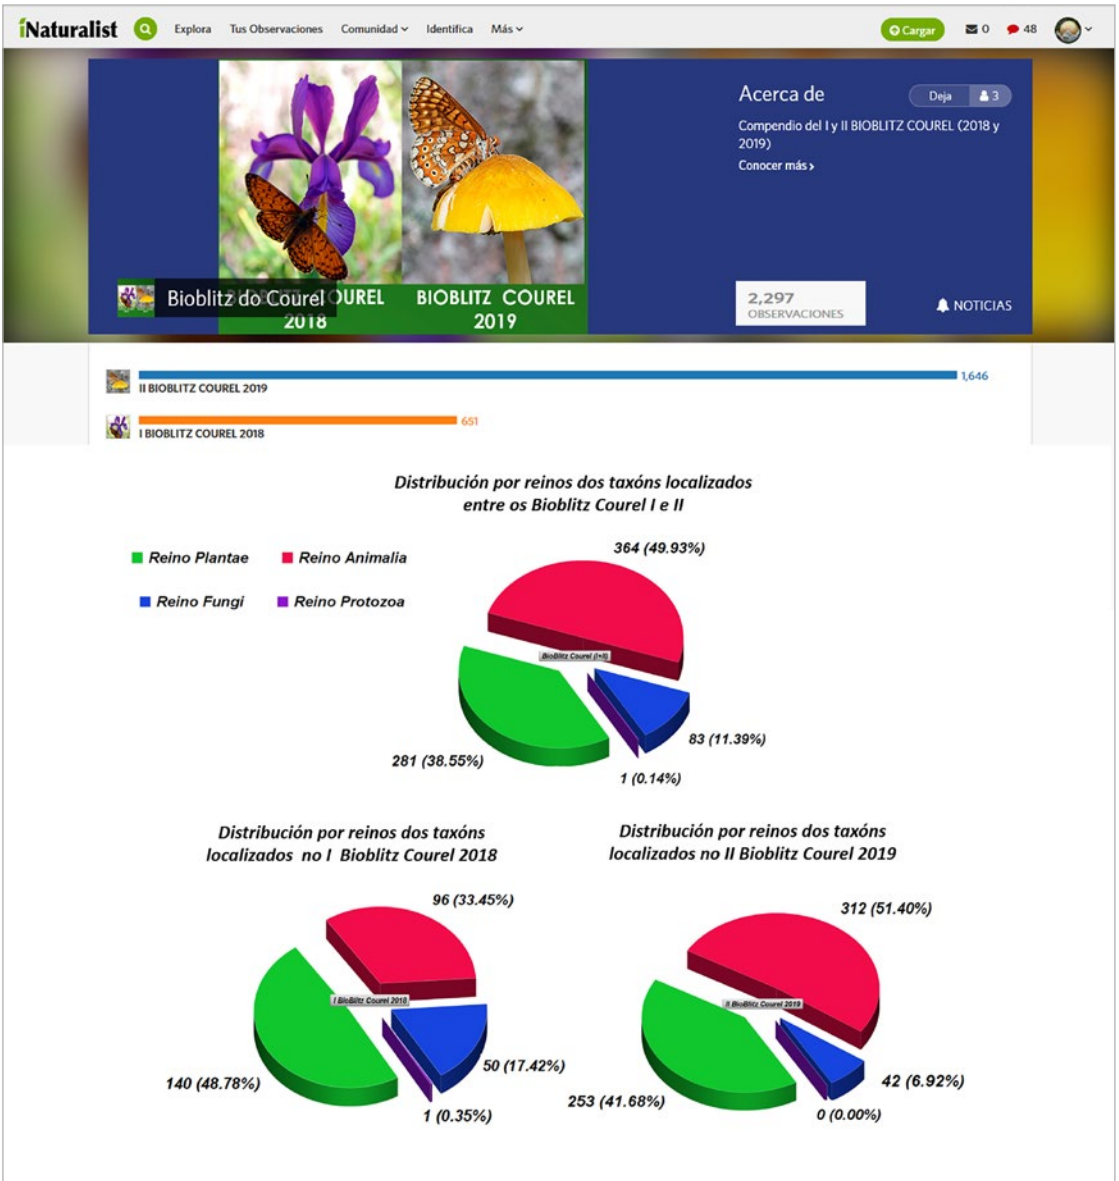 iNaturalist
Explora
Tus Observaciones
Comunidad
Identifica
Más
Cargar
0
48
Acerca de
Deja
3
Compendio del I y II BIOBLITZ COUREL (2018 y
2019)
Conocer más
Bioblitz do Courel
OUREL
2018
BIOBLITZ COUREL
2019
2,297
OBSERVACIONES
NOTICIAS
1,646
II BIOBLITZ COUREL 2019
651
I BIOBLITZ COUREL 2018
Distribución por reinos dos taxóns localizados
entre os Bioblitz Courel I e II
Reino Plantae
Reino Animalia
Reino Fungi
Reino Protozoa
364 (49.93%)
BioBlitz Courel (I+II)
83 (11.39%)
281 (38.55%)
1 (0.14%)
Distribución por reinos dos taxóns
localizados no I Bioblitz Courel 2018
96 (33.45%)
I BioBlitz Courel 2018
50 (17.42%)
140 (48.78%)
1 (0.35%)
Distribución por reinos dos taxóns
localizados no II Bioblitz Courel 2019
312 (51.40%)
II BioBlitz Courel 2019
42 (6.92%)
253 (41.68%)
0 (0.00%)